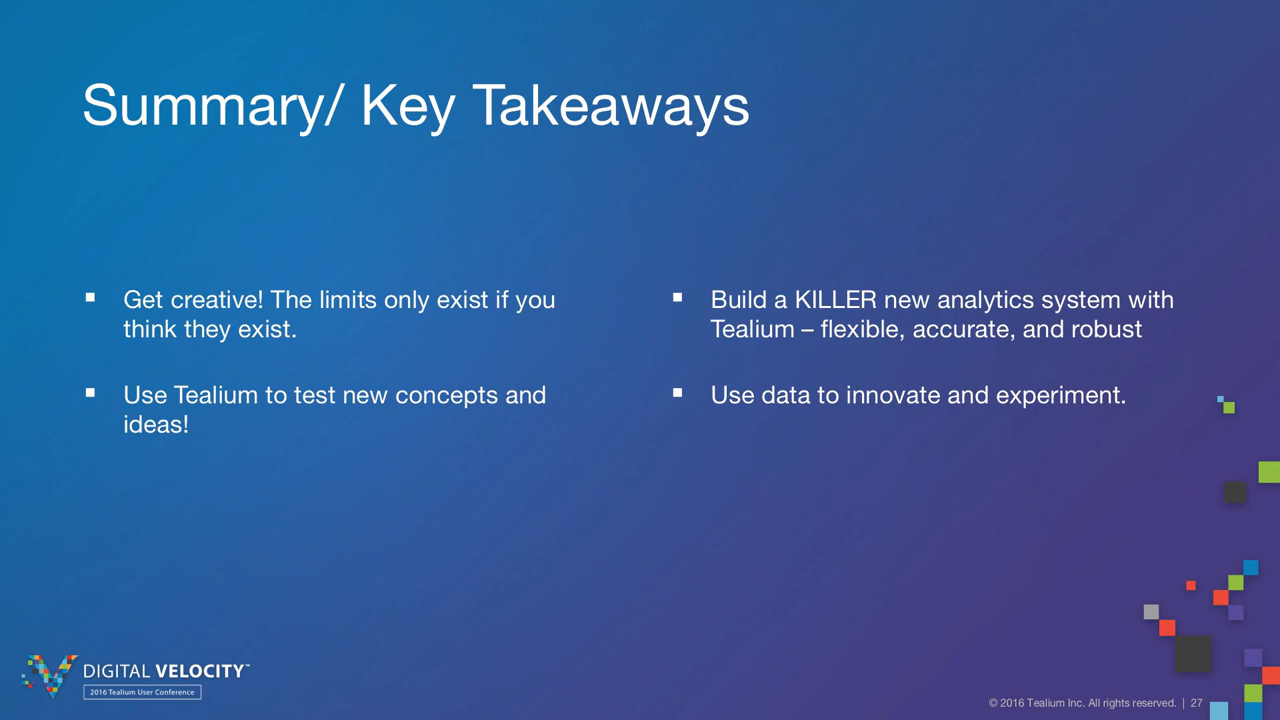 Summary/ Key Takeaways
▪ Get creative! The limits only exist if you
think they exist.
▪ Use Tealium to test new concepts and
ideas!
▪ Build a KILLER new analytics system with
Tealium – flexible, accurate, and robust
▪ Use data to innovate and experiment.
DIGITAL VELOCITY™
2016 Tealium User Conference
© 2016 Tealium Inc. All rights reserved. | 27